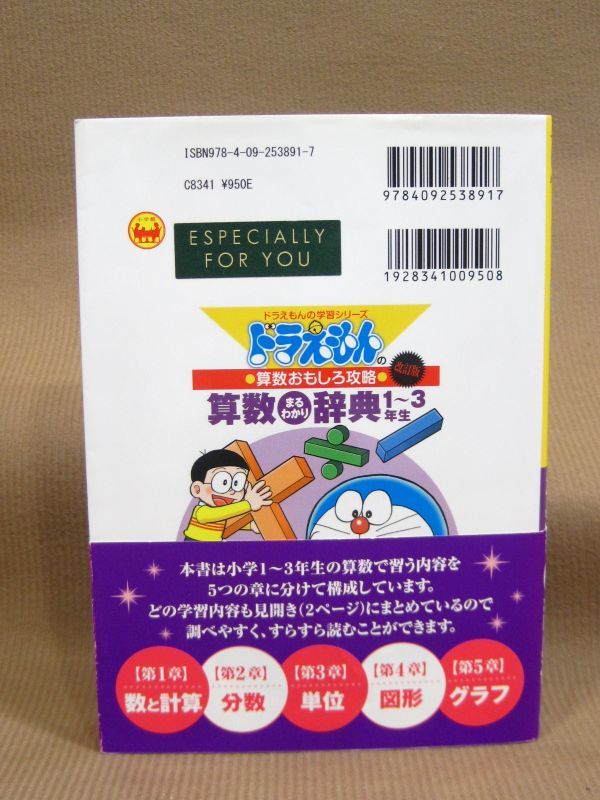 ISBN978-4-09-253891-7
C8341 ¥950E
9784092538917
小学館
ESPECIALLY
FOR YOU
1928341009508
ドラえもんの学習シリーズ
ドラえもんの
算数おもしろ攻略
改訂版
算数まるわかり辞典1～3年生
本書は小学1～3年生の算数で習う内容を
5つの章に分けて構成しています。
どの学習内容も見開き(2ページ)にまとめているので
調べやすく、すらすら読むことができます。
【第1章】
数と計算
【第2章】
分数
【第3章】
単位
【第4章】
図形
【第5章】
グラフ